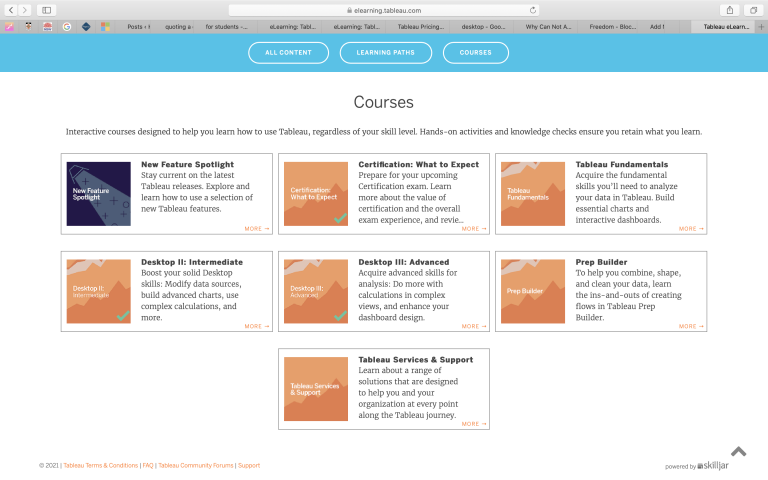 elearning.tableau.com
Posts ‹
quoting a
for students –...
eLearning: Tabl...
eLearning: Tabl...
Tableau Pricing...
desktop - Goo...
Why Can Not A...
Freedom - Bloc...
Add
Tableau eLearn...
ALL CONTENT
LEARNING PATHS
COURSES
Courses
Interactive courses designed to help you learn how to use Tableau, regardless of your skill level. Hands-on activities and knowledge checks ensure you retain what you learn.
New Feature
Spotlight
New Feature Spotlight
Stay current on the latest
Tableau releases. Explore and
learn how to use a selection of
new Tableau features.
MORE →
Certification:
What to Expect
Certification: What to Expect
Prepare for your upcoming
Certification exam. Learn
more about the value of
certification and the overall
exam experience, and revie...
MORE →
Tableau
Fundamentals
Tableau Fundamentals
Acquire the fundamental
skills you'll need to analyze
your data in Tableau. Build
essential charts and
interactive dashboards.
MORE →
Desktop II:
Intermediate
Desktop II: Intermediate
Boost your solid Desktop
skills: Modify data sources,
build advanced charts, use
complex calculations, and
more.
MORE →
Desktop III:
Advanced
Desktop III: Advanced
Acquire advanced skills for
analysis: Do more with
calculations in complex
views, and enhance your
dashboard design.
MORE →
Prep Builder
Prep Builder
To help you combine, shape,
and clean your data, learn
the ins-and-outs of creating
flows in Tableau Prep
Builder.
MORE →
Tableau Services
& Support
Tableau Services & Support
Learn about a range of
solutions that are designed
to help you and your
organization at every point
along the Tableau journey.
MORE →
© 2021 | Tableau Terms & Conditions | FAQ | Tableau Community Forums | Support
powered by skilljar